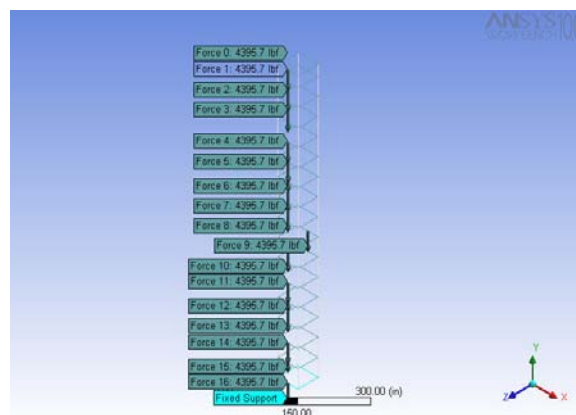 ANSYS
WORKBENCH 10
Force 0: 4395.7 lbf
Force 1: 4395.7 lbf
Force 2: 4395.7 lbf
Force 3: 4395.7 lbf
Force 4: 4395.7 lbf
Force 5: 4395.7 lbf
Force 6: 4395.7 lbf
Force 7: 4395.7 lbf
Force 8: 4395.7 lbf
Force 9: 4395.7 lbf
Force 10: 4395.7 lbf
Force 11: 4395.7 lbf
Force 12: 4395.7 lbf
Force 13: 4395.7 lbf
Force 14: 4395.7 lbf
Force 15: 4395.7 lbf
Force 16: 4395.7 lbf
Fixed Support
300.00 (in)
150.00
Y
Z
X